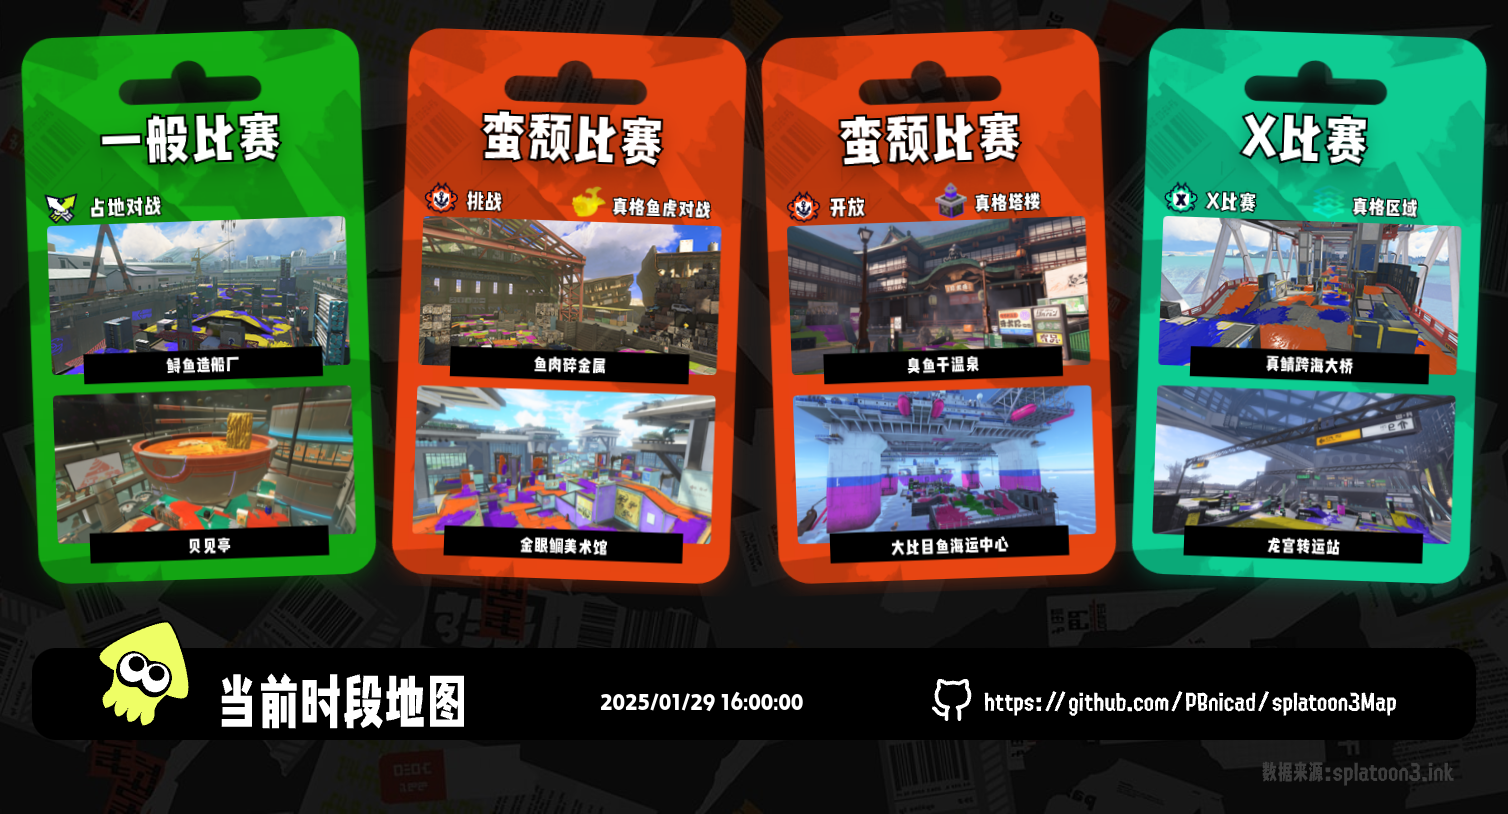 一般比赛
占地对战
鲟鱼造船厂
贝见亭
蛮颓比赛
挑战
真格鱼虎对战
鱼肉碎金属
金眼鲷美术馆
蛮颓比赛
开放
真格塔楼
臭鱼干温泉
大比目鱼海运中心
X比赛
X比赛
真格区域
真鲭跨海大桥
龙宫转运站
当前时段地图
2025/01/29 16:00:00
https://github.com/PBnicad/splatoon3Map
数据来源:splatoon3.ink